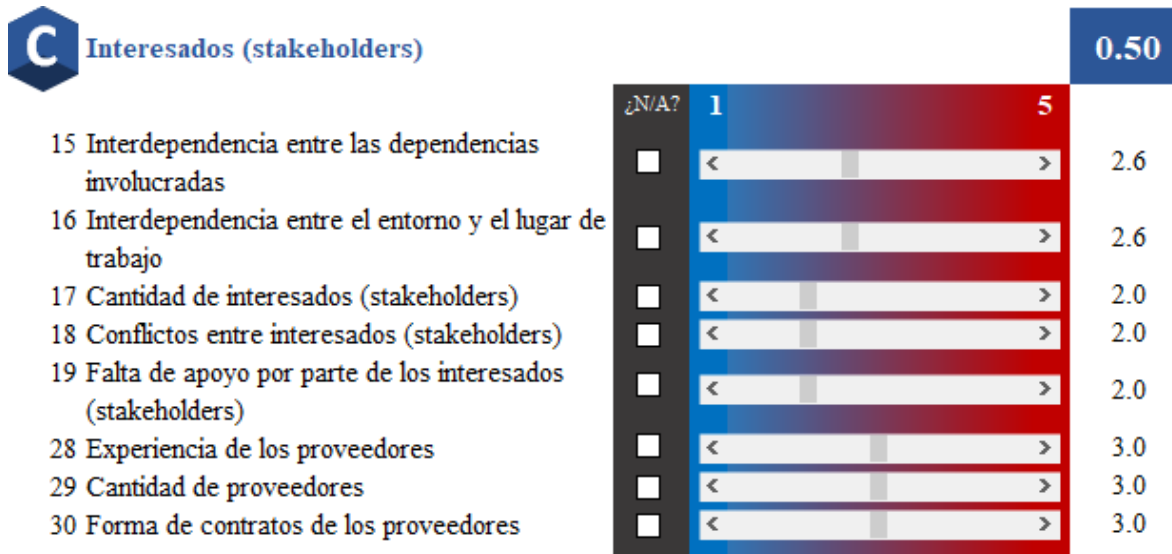 C Interesados (stakeholders) 0.50
¿N/A? 1 5
15 Interdependencia entre las dependencias
involucradas
2.6
16 Interdependencia entre el entorno y el lugar de
trabajo
2.6
17 Cantidad de interesados (stakeholders) 2.0
18 Conflictos entre interesados (stakeholders) 2.0
19 Falta de apoyo por parte de los interesados
(stakeholders)
2.0
28 Experiencia de los proveedores 3.0
29 Cantidad de proveedores 3.0
30 Forma de contratos de los proveedores 3.0